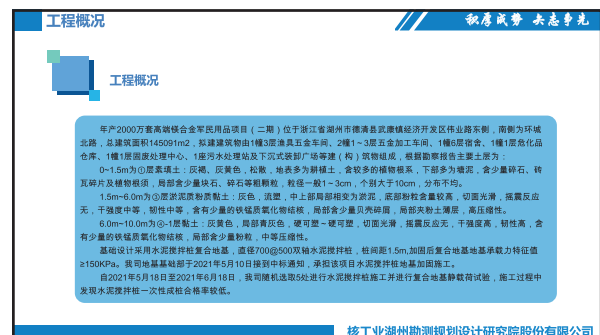 工程概况
积厚成势 矢志争先
工程概况
年产2000万套高端镁合金军民用品项目（二期）位于浙江省湖州市德清县武康镇经济开发区伟业路东侧，南侧为环城
北路，总建筑面积145091m2，拟建建筑物由1幢3层渔具五金车间、2幢1~3层五金加工车间、1幢6层宿舍、1幢1层危化品
仓库、1幢1层固废处理中心、1座污水处理站及下沉式装卸广场等建（构）筑物组成，根据勘察报告主要土层为：
0~1.5m为①层素填土：灰褐、灰黄色，松散，地表多为耕植土，含较多的植物根系，下部多为塘泥，含少量碎石、砖
瓦碎片及植物根须，局部含少量块石、碎石等粗颗粒，粒径一般1~3cm，个别大于10cm，分布不均。
1.5m~6.0m为③层淤泥质粉质黏土：灰色，流塑，中上部局部相变为淤泥，底部粉粒含量较高，切面光滑，摇震反应
无，干强度中等，韧性中等，含有少量的铁锰质氧化物结核，局部含少量贝壳碎屑，局部夹粉土薄层，高压缩性。
6.0m~10.0m为④-1层黏土：灰黄色，局部青灰色，硬可塑~硬可塑，切面光滑，摇震反应无，干强度高，韧性高，含
有少量的铁锰质氧化物结核，局部含少量粉粒，中等压缩性。
基础设计采用水泥搅拌桩复合地基，直径700@500双轴水泥搅拌桩，桩间距1.5m,加固后复合地基地基承载力特征值
≥150KPa。我司地基基础部于2021年5月10日接到中标通知，承担该项目水泥搅拌桩地基加固施工。
自2021年5月18日至2021年6月18日，我司随机选取5处进行水泥搅拌桩施工并进行复合地基静载荷试验，施工过程中
发现水泥搅拌桩一次性成桩合格率较低。
核工业湖州勘测规划设计研究院股份有限公司